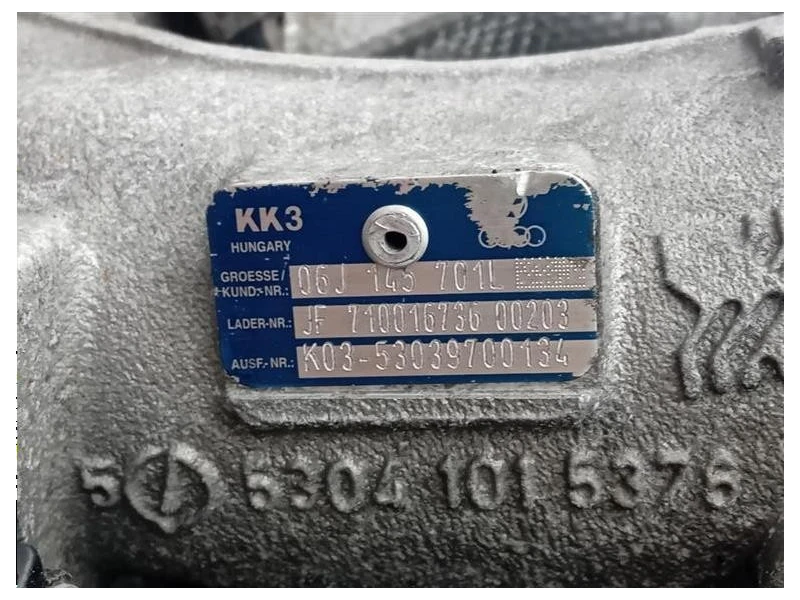 KK3
HUNGARY
GROESSE/
KUND.-NR.: 06J 145 701L
LADER-NR.: JF 710016736 00203
AUSF.-NR.: K03-53039700134
5 5304 101 5376